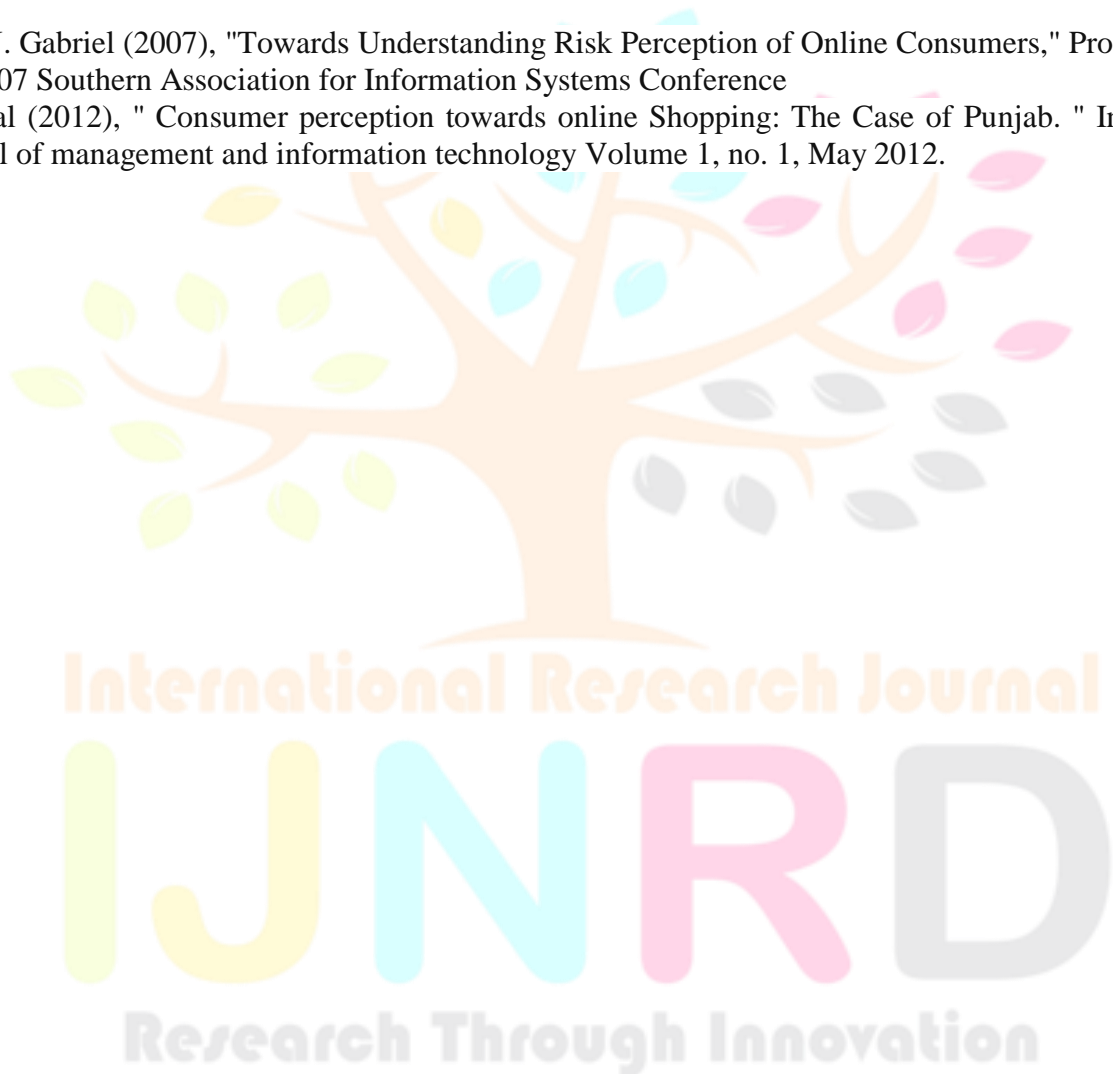 . Gabriel (2007), "Towards Understanding Risk Perception of Online Consumers," Pro
07 Southern Association for Information Systems Conference
al (2012), " Consumer perception towards online Shopping: The Case of Punjab. " In
l of management and information technology Volume 1, no. 1, May 2012.
International Research Journal
IJNRD
Research Through Innovation